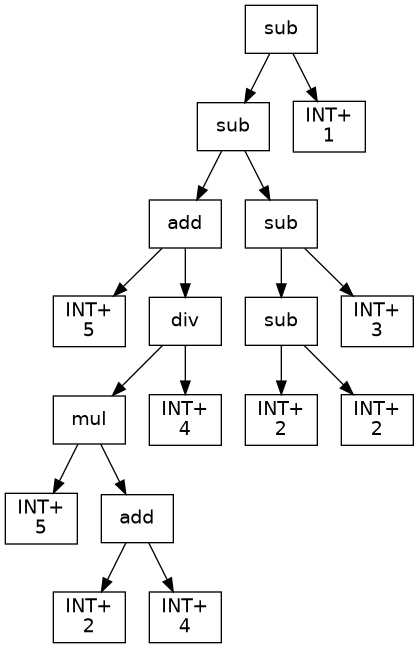 sub
sub
INT+
1
add
sub
INT+
5
div
sub
INT+
3
mul
INT+
4
INT+
2
INT+
2
INT+
5
add
INT+
2
INT+
4